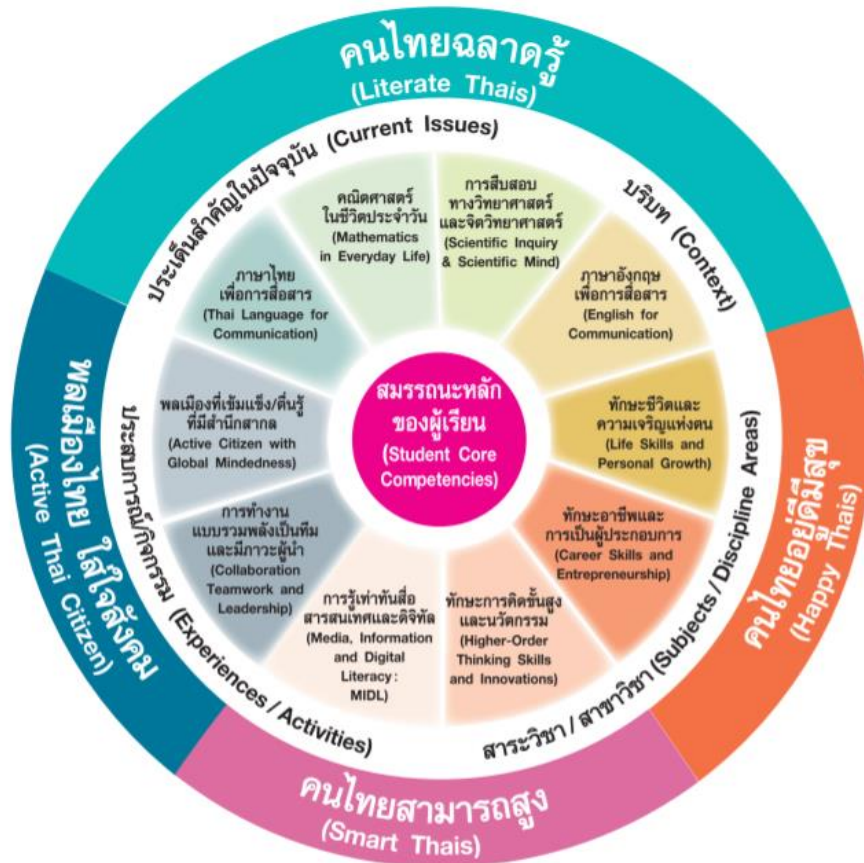 คนไทยฉลาดรู้
(Literate Thais)
ประเด็นสำคัญในปัจจุบัน (Current Issues)
บริบท (Context)
คณิตศาสตร์
ในชีวิตประจำวัน
(Mathematics
in Everyday Life)
การสืบสอบ
ทางวิทยาศาสตร์
และจิตวิทยาศาสตร์
(Scientific Inquiry
& Scientific Mind)
ภาษาไทย
เพื่อการสื่อสาร
(Thai Language for
Communication)
ภาษาอังกฤษ
เพื่อการสื่อสาร
(English for
Communication)
พลเมืองที่เข้มแข็ง/ตื่นรู้
ที่มีสำนึกสากล
(Active Citizen with
Global Mindedness)
สมรรถนะหลัก
ของผู้เรียน
(Student Core
Competencies)
ทักษะชีวิตและ
ความเจริญแห่งตน
(Life Skills and
Personal Growth)
การทำงาน
แบบรวมพลังเป็นทีม
และมีภาวะผู้นำ
(Collaboration
Teamwork and
Leadership)
ทักษะอาชีพและ
การเป็นผู้ประกอบการ
(Career Skills and
Entrepreneurship)
การรู้เท่าทันสื่อ
สารสนเทศและดิจิทัล
(Media, Information
and Digital
Literacy:
MIDL)
ทักษะการคิดขั้นสูง
และนวัตกรรม
(Higher-Order
Thinking Skills
and Innovations)
พลเมืองไทย ใส่ใจสังคม
(Active Thai Citizen)
ประสบการณ์/กิจกรรม (Experiences / Activities)
สาระวิชา / สาขาวิชา (Subjects / Discipline Areas)
คนไทยอยู่ดีมีสุข
(Happy Thais)
คนไทยสามารถสูง
(Smart Thais)